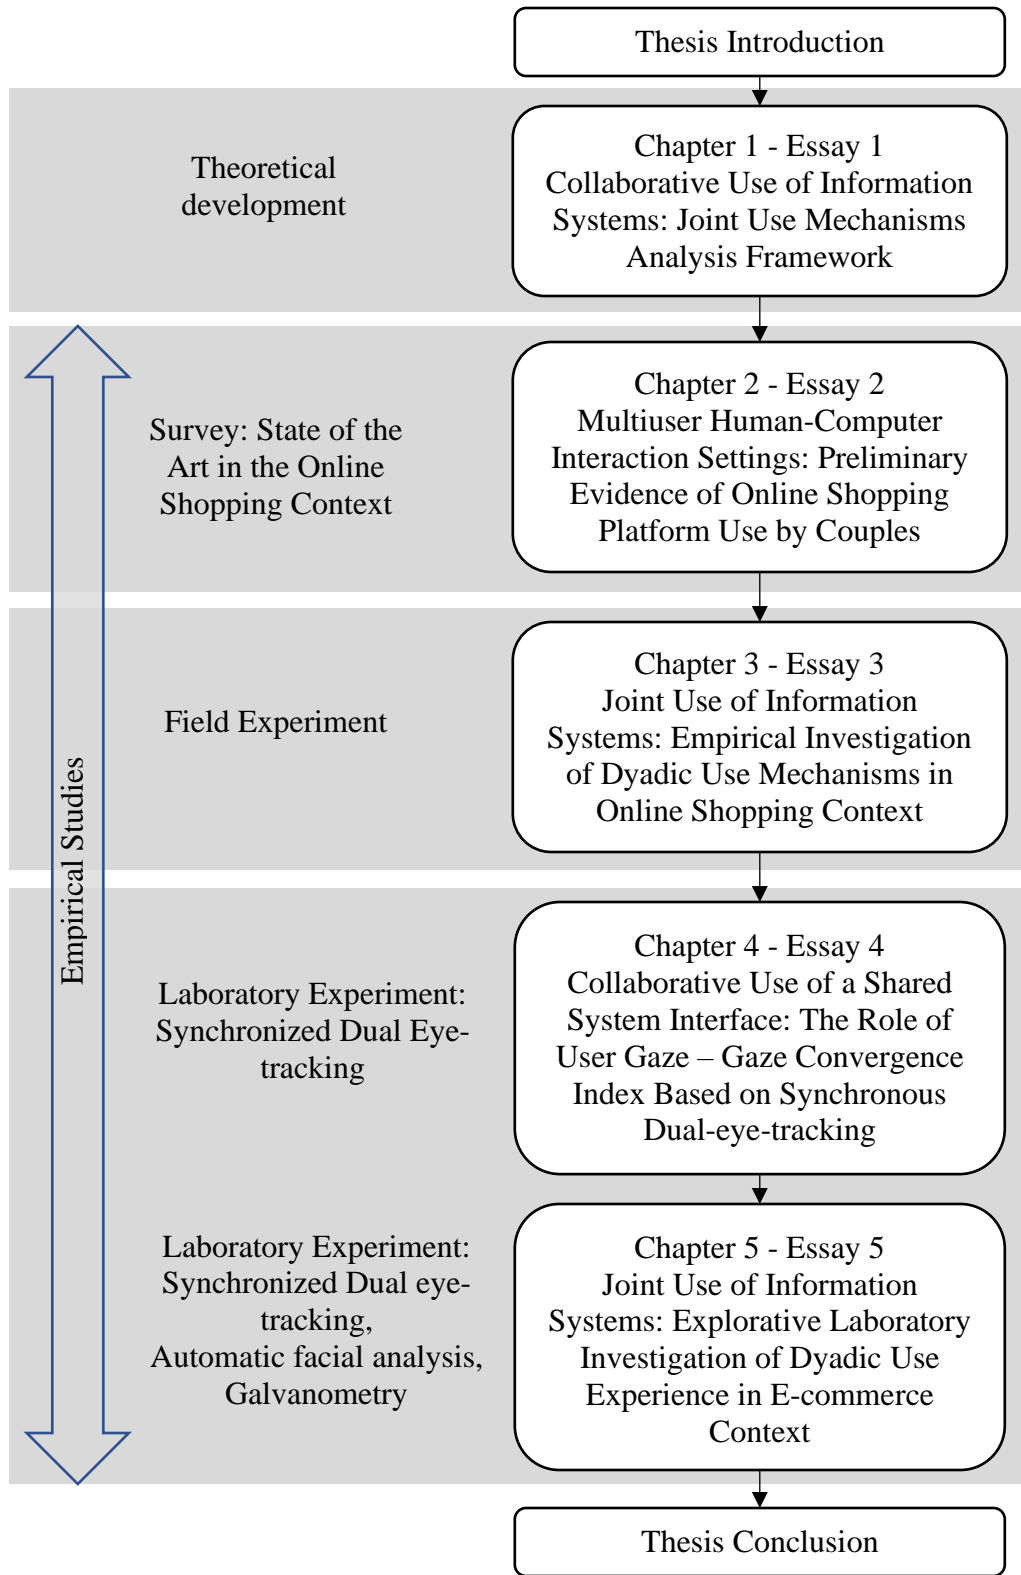 Thesis Introduction
Theoretical
development
Chapter 1 - Essay 1
Collaborative Use of Information
Systems: Joint Use Mechanisms
Analysis Framework
Empirical Studies
Survey: State of the
Art in the Online
Shopping Context
Chapter 2 - Essay 2
Multiuser Human-Computer
Interaction Settings: Preliminary
Evidence of Online Shopping
Platform Use by Couples
Field Experiment
Chapter 3 - Essay 3
Joint Use of Information
Systems: Empirical Investigation
of Dyadic Use Mechanisms in
Online Shopping Context
Laboratory Experiment:
Synchronized Dual Eye-
tracking
Chapter 4 - Essay 4
Collaborative Use of a Shared
System Interface: The Role of
User Gaze – Gaze Convergence
Index Based on Synchronous
Dual-eye-tracking
Laboratory Experiment:
Synchronized Dual eye-
tracking,
Automatic facial analysis,
Galvanometry
Chapter 5 - Essay 5
Joint Use of Information
Systems: Explorative Laboratory
Investigation of Dyadic Use
Experience in E-commerce
Context
Thesis Conclusion